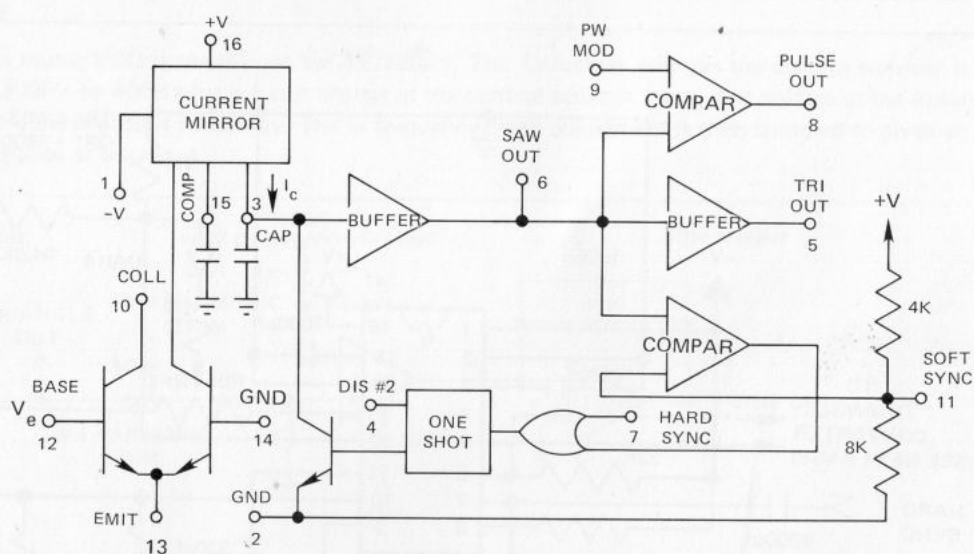 +V
16
CURRENT
MIRROR
1
-V
COMP
15
3
Ic
CAP
BUFFER
SAW
OUT
6
PW
MOD
9
COMPAR
PULSE
OUT
8
BUFFER
TRI
OUT
5
+V
4K
COMPAR
SOFT
SYNC
11
8K
COLL
10
BASE
Ve
12
GND
14
DIS #2
4
ONE
SHOT
HARD
SYNC
7
EMIT
13
GND
2